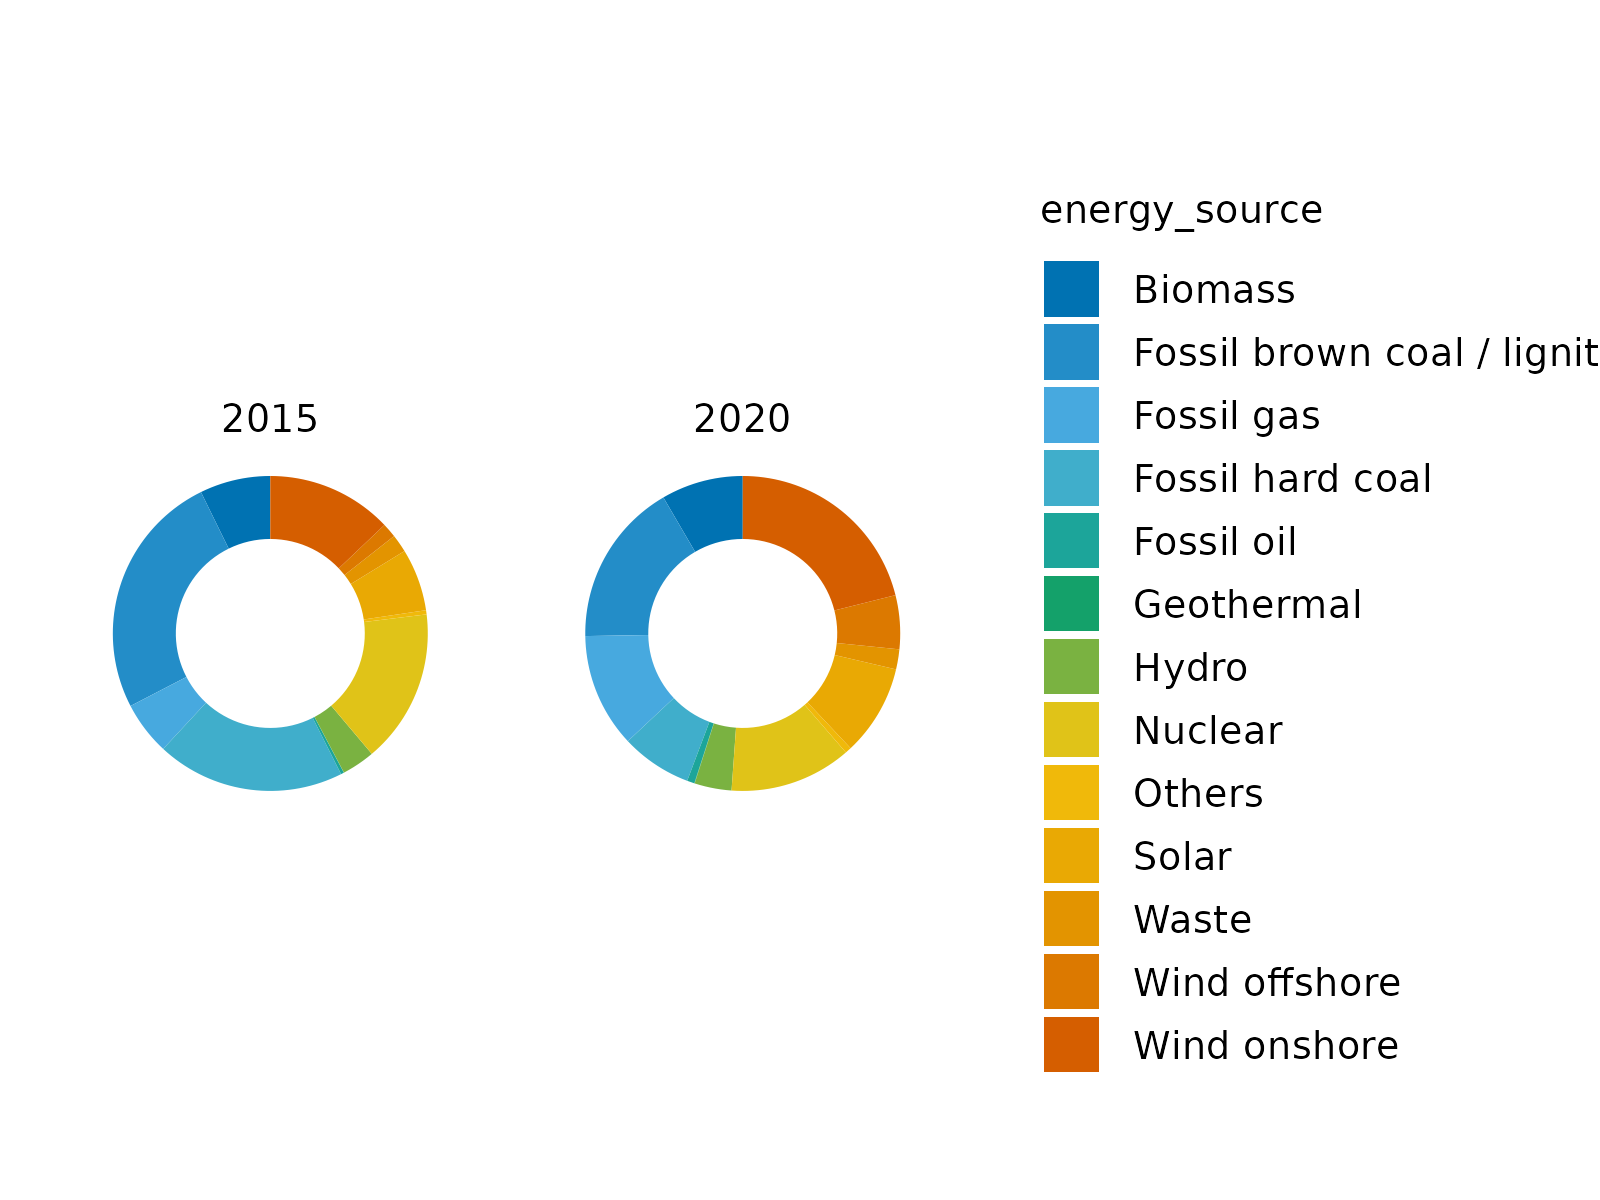 energy_source
Biomass
Fossil brown coal / lignit
Fossil gas
2015
2020
Fossil hard coal
Fossil oil
Geothermal
Hydro
Nuclear
Others
Solar
Waste
Wind offshore
Wind onshore